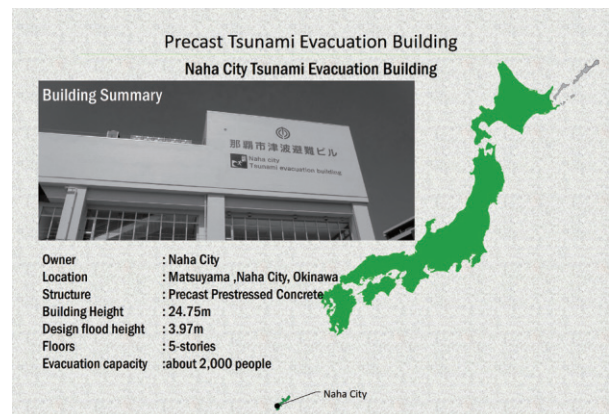 Precast Tsunami Evacuation Building
Naha City Tsunami Evacuation Building
Building Summary
那覇市津波避難ビル
Naha city
Tsunami evacuation building
Owner : Naha City
Location : Matsuyama ,Naha City, Okinawa
Structure : Precast Prestressed Concrete
Building Height : 24.75m
Design flood height : 3.97m
Floors : 5-stories
Evacuation capacity :about 2,000 people
Naha City